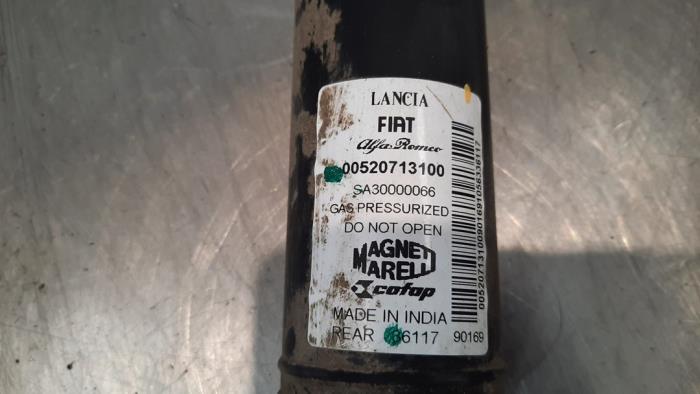 LANCIA
FIAT
Alfa Romeo
00520713100
SA30000066
GAS PRESSURIZED
DO NOT OPEN
MAGNETI
MARELLI
cofap
MADE IN INDIA
REAR 36117 90169